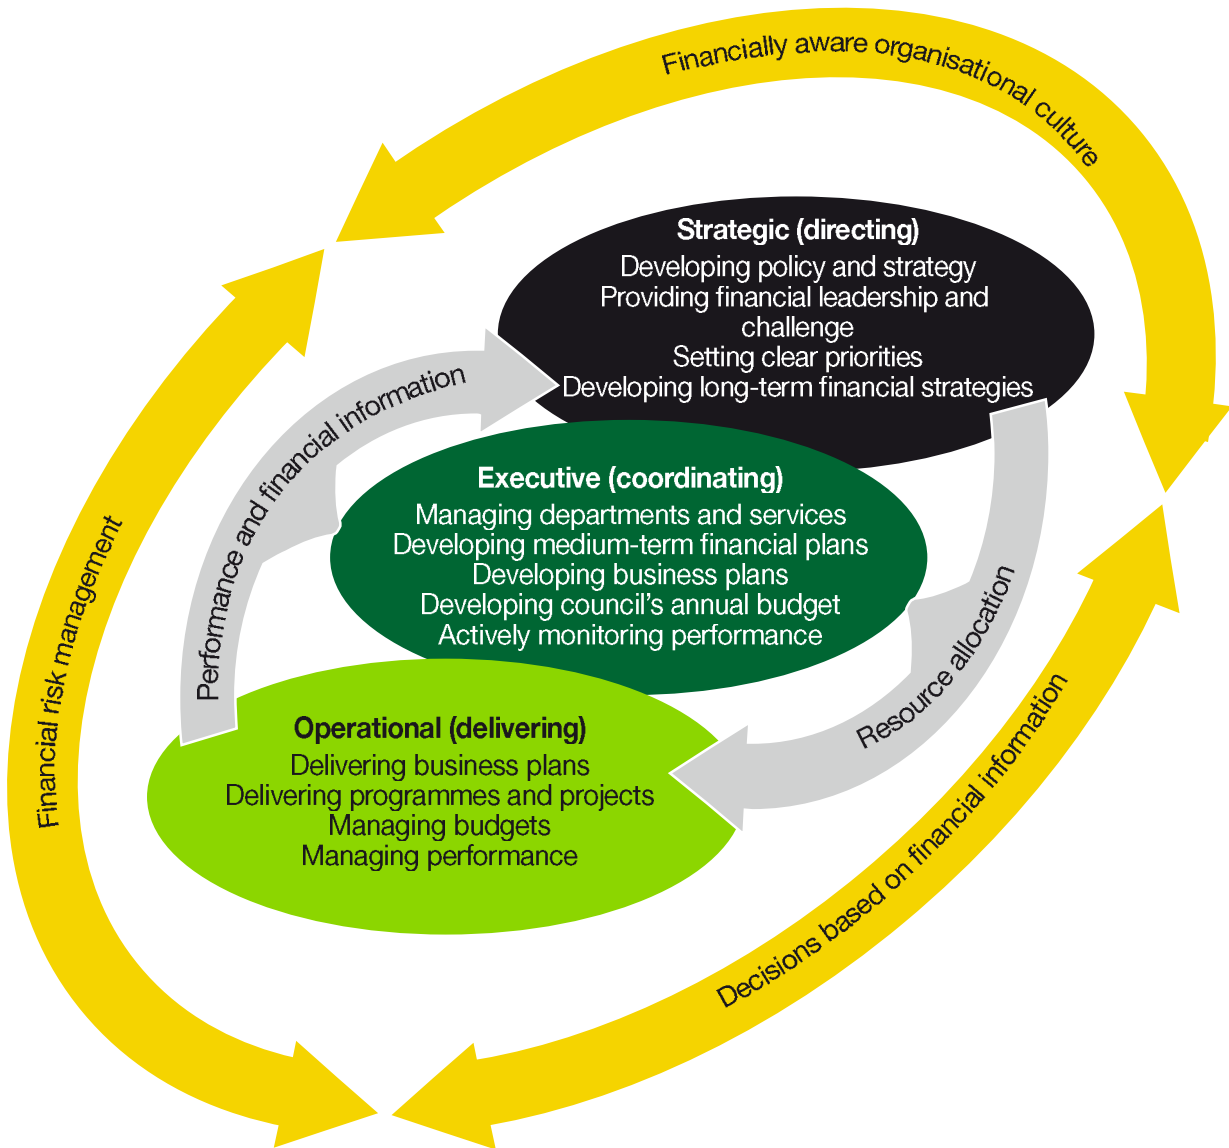 Financially aware organisational culture
Strategic (directing)
Developing policy and strategy
Providing financial leadership and
challenge
Setting clear priorities
Developing long-term financial strategies
Performance and financial information
Executive (coordinating)
Managing departments and services
Developing medium-term financial plans
Developing business plans
Developing council’s annual budget
Actively monitoring performance
Resource allocation
Financial risk management
Operational (delivering)
Delivering business plans
Delivering programmes and projects
Managing budgets
Managing performance
Decisions based on financial information